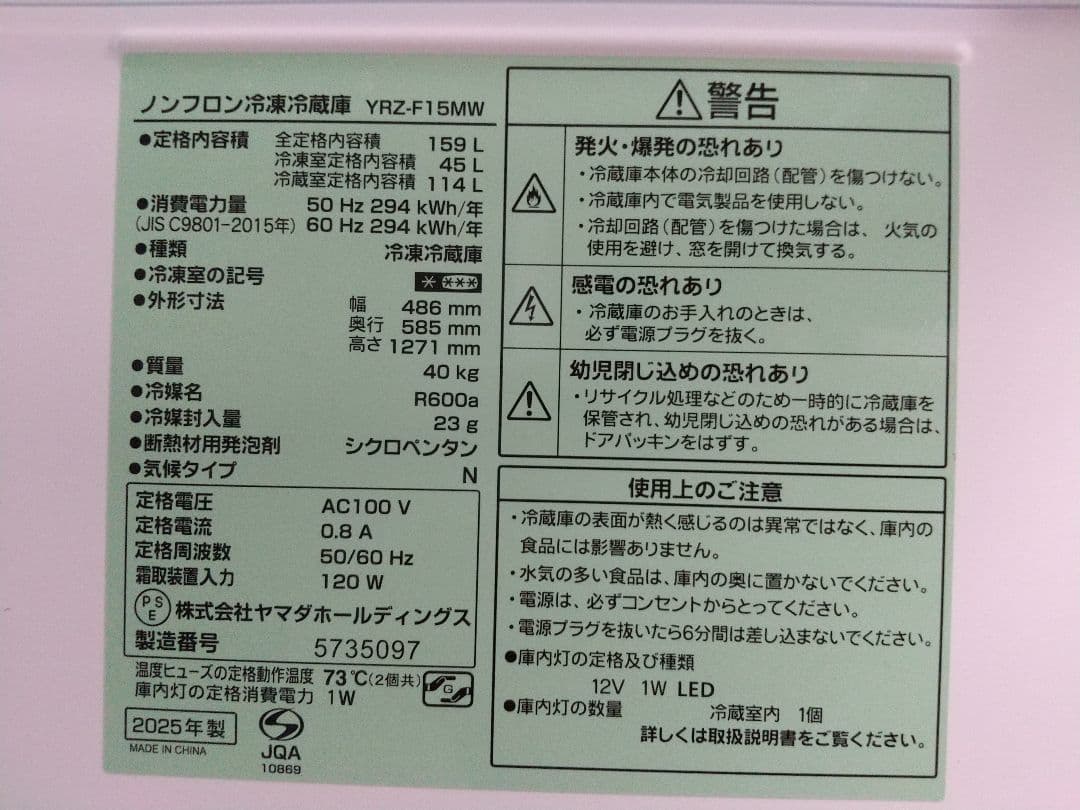 ノンフロン冷凍冷蔵庫 YRZ-F15MW
●定格内容積 全定格内容積 159 L
冷凍室定格内容積 45 L
冷蔵室定格内容積 114 L
●消費電力量 50 Hz 294 kWh/年
(JIS C9801-2015年) 60 Hz 294 kWh/年
●種類 冷凍冷蔵庫
●冷凍室の記号 * ***
●外形寸法 幅 486 mm
奥行 585 mm
高さ 1271 mm
●質量 40 kg
●冷媒名 R600a
●冷媒封入量 23 g
●断熱材用発泡剤 シクロペンタン
●気候タイプ N
定格電圧 AC100 V
定格電流 0.8 A
定格周波数 50/60 Hz
霜取装置入力 120 W
PSE 株式会社ヤマダホールディングス
製造番号 5735097
温度ヒューズの定格動作温度 73℃(2個共)
庫内灯の定格消費電力 1W
G
2025年製
MADE IN CHINA
JQA
10869
警告
発火・爆発の恐れあり
・冷蔵庫本体の冷却回路(配管)を傷つけない。
・冷蔵庫内で電気製品を使用しない。
・冷却回路(配管)を傷つけた場合は、火気の
使用を避け、窓を開けて換気する。
感電の恐れあり
・冷蔵庫のお手入れのときは、
必ず電源プラグを抜く。
幼児閉じ込めの恐れあり
・リサイクル処理などのため一時的に冷蔵庫を
保管され、幼児閉じ込めの恐れがある場合は、
ドアパッキンをはずす。
使用上のご注意
・冷蔵庫の表面が熱く感じるのは異常ではなく、庫内の
食品には影響ありません。
・水気の多い食品は、庫内の奥に置かないでください。
・電源は、必ずコンセントからとってください。
・電源プラグを抜いたら6分間は差し込まないでください。
●庫内灯の定格及び種類
12V 1W LED
●庫内灯の数量 冷蔵室内 1個
詳しくは取扱説明書をご覧ください。